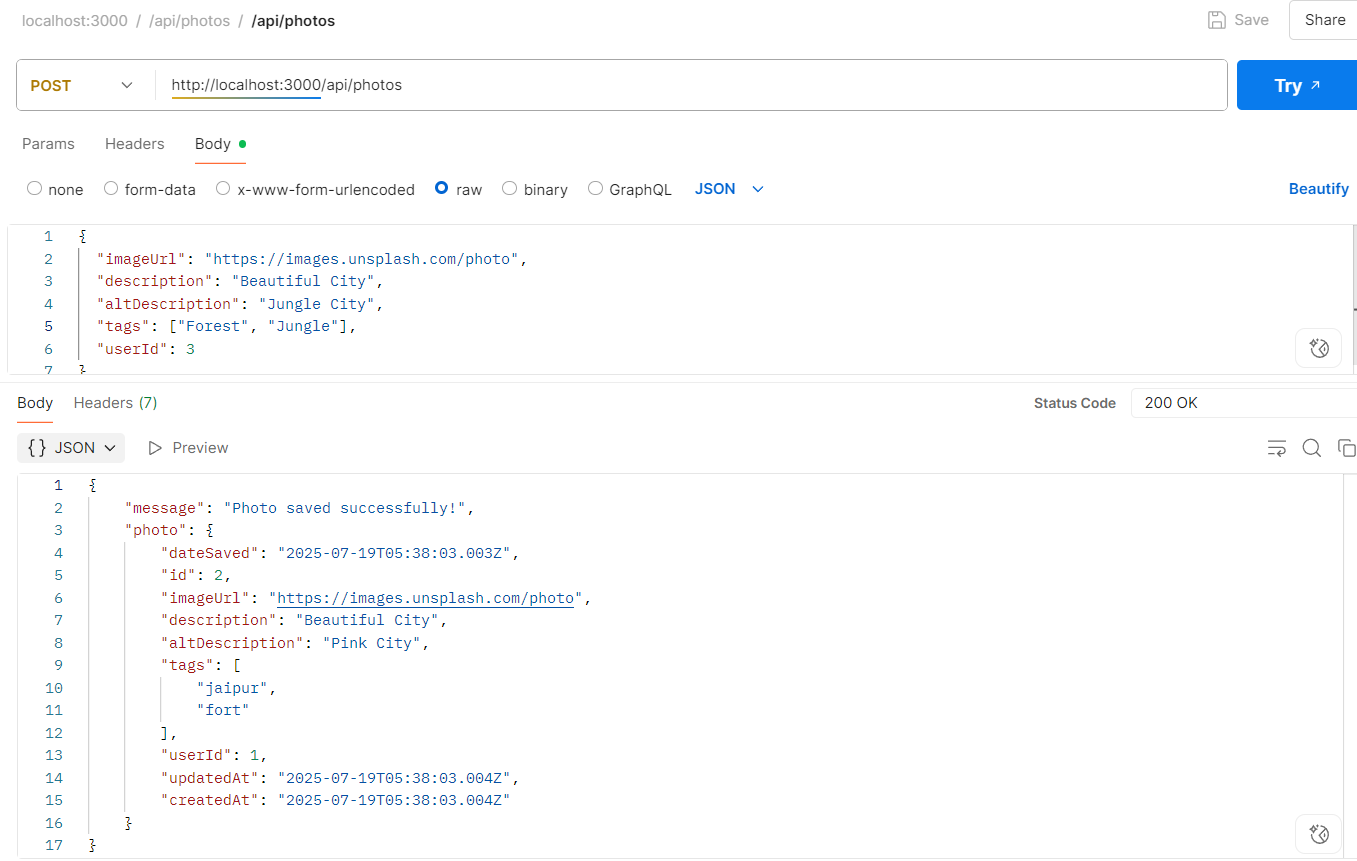 localhost:3000 / /api/photos / /api/photos
Save
Share
POST
http://localhost:3000/api/photos
Try ↗
Params Headers Body
none form-data x-www-form-urlencoded raw binary GraphQL JSON
Beautify
1 {
2 "imageUrl": "https://images.unsplash.com/photo",
3 "description": "Beautiful City",
4 "altDescription": "Jungle City",
5 "tags": ["Forest", "Jungle"],
6 "userId": 3
7 }
Body Headers (7)
Status Code 200 OK
{} JSON Preview
1 {
2 "message": "Photo saved successfully!",
3 "photo": {
4 "dateSaved": "2025-07-19T05:38:03.003Z",
5 "id": 2,
6 "imageUrl": "https://images.unsplash.com/photo",
7 "description": "Beautiful City",
8 "altDescription": "Pink City",
9 "tags": [
10 "jaipur",
11 "fort"
12 ],
13 "userId": 1,
14 "updatedAt": "2025-07-19T05:38:03.004Z",
15 "createdAt": "2025-07-19T05:38:03.004Z"
16 }
17 }